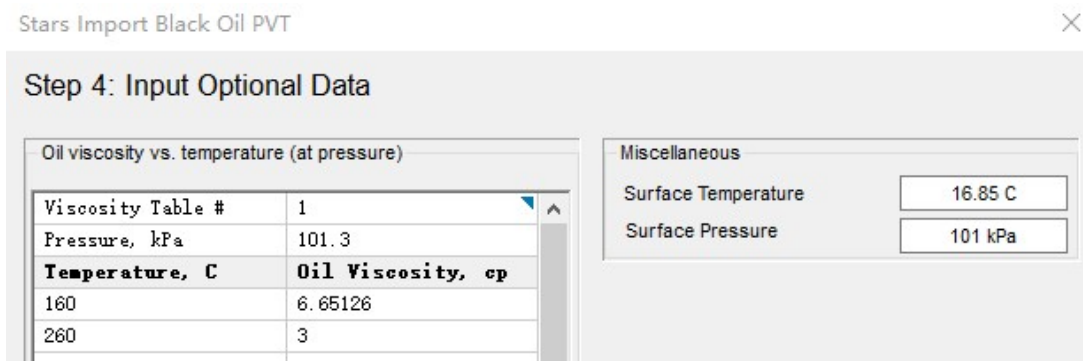 Stars Import Black Oil PVT
Step 4: Input Optional Data
Oil viscosity vs. temperature (at pressure)
Viscosity Table # 1
Pressure, kPa 101.3
Temperature, C Oil Viscosity, cp
160 6.65126
260 3
Miscellaneous
Surface Temperature 16.85 C
Surface Pressure 101 kPa